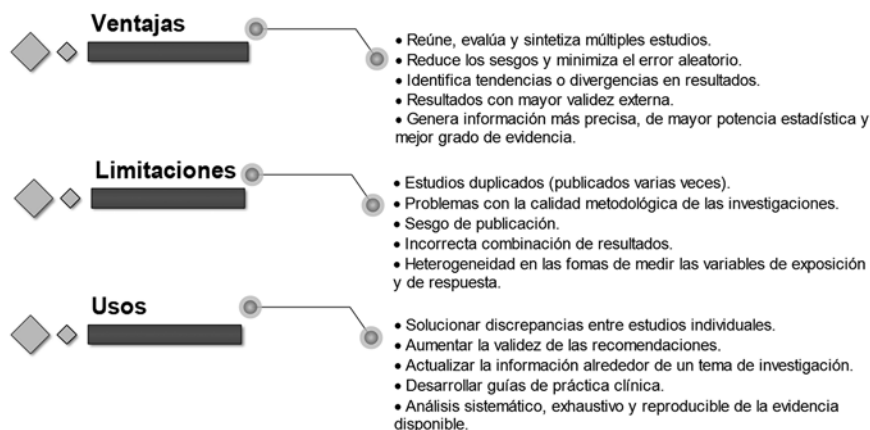 Ventajas
• Reúne, evalúa y sintetiza múltiples estudios.
• Reduce los sesgos y minimiza el error aleatorio.
• Identifica tendencias o divergencias en resultados.
• Resultados con mayor validez externa.
• Genera información más precisa, de mayor potencia estadística y
mejor grado de evidencia.
Limitaciones
• Estudios duplicados (publicados varias veces).
• Problemas con la calidad metodológica de las investigaciones.
• Sesgo de publicación.
• Incorrecta combinación de resultados.
• Heterogeneidad en las fomas de medir las variables de exposición
y de respuesta.
Usos
• Solucionar discrepancias entre estudios individuales.
• Aumentar la validez de las recomendaciones.
• Actualizar la información alrededor de un tema de investigación.
• Desarrollar guías de práctica clínica.
• Análisis sistemático, exhaustivo y reproducible de la evidencia
disponible.